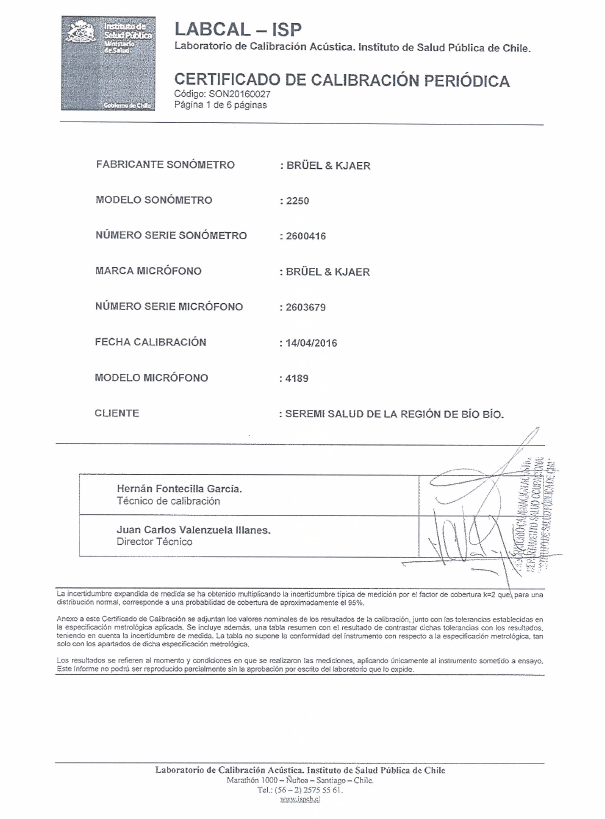 Instituto de
Salud Pública
Ministerio
de Salud
Gobierno de Chile
LABCAL – ISP
Laboratorio de Calibración Acústica. Instituto de Salud Pública de Chile.
CERTIFICADO DE CALIBRACIÓN PERIÓDICA
Código: SON20160027
Página 1 de 6 páginas
FABRICANTE SONÓMETRO : BRÜEL & KJAER
MODELO SONÓMETRO : 2250
NÚMERO SERIE SONÓMETRO : 2600416
MARCA MICRÓFONO : BRÜEL & KJAER
NÚMERO SERIE MICRÓFONO : 2603679
FECHA CALIBRACIÓN : 14/04/2016
MODELO MICRÓFONO : 4189
CLIENTE : SEREMI SALUD DE LA REGIÓN DE BÍO BÍO.
Hernán Fontecilla Garcia.
Técnico de calibración
Juan Carlos Valenzuela Illanes.
Director Técnico
La incertidumbre expandida de medida se ha obtenido multiplicando la incertidumbre típica de medición por el factor de cobertura k=2 que, para una
distribución normal, corresponde a una probabilidad de cobertura de aproximadamente el 95%.
Anexo a este Certificado de Calibración se adjuntan los valores nominales de los resultados de la calibración, junto con las tolerancias establecidas en
la especificación metrológica aplicada. Se incluye además, una tabla resumen con el resultado de contrastar dichas tolerancias con los resultados,
teniendo en cuenta la incertidumbre de medida. La tabla no supone la conformidad del instrumento con respecto a la especificación metrológica, tan
solo con los apartados de dicha especificación metrológica.
Los resultados se refieren al momento y condiciones en que se realizaron las mediciones, aplicando únicamente al instrumento sometido a ensayo.
Este Informe no podrá ser reproducido parcialmente sin la aprobación por escrito del laboratorio que lo expide.
Laboratorio de Calibración Acústica. Instituto de Salud Pública de Chile
Marathón 1000 – Ñuñoa – Santiago – Chile.
Tel.: (56 – 2) 2575 55 61.
www.ispch.cl